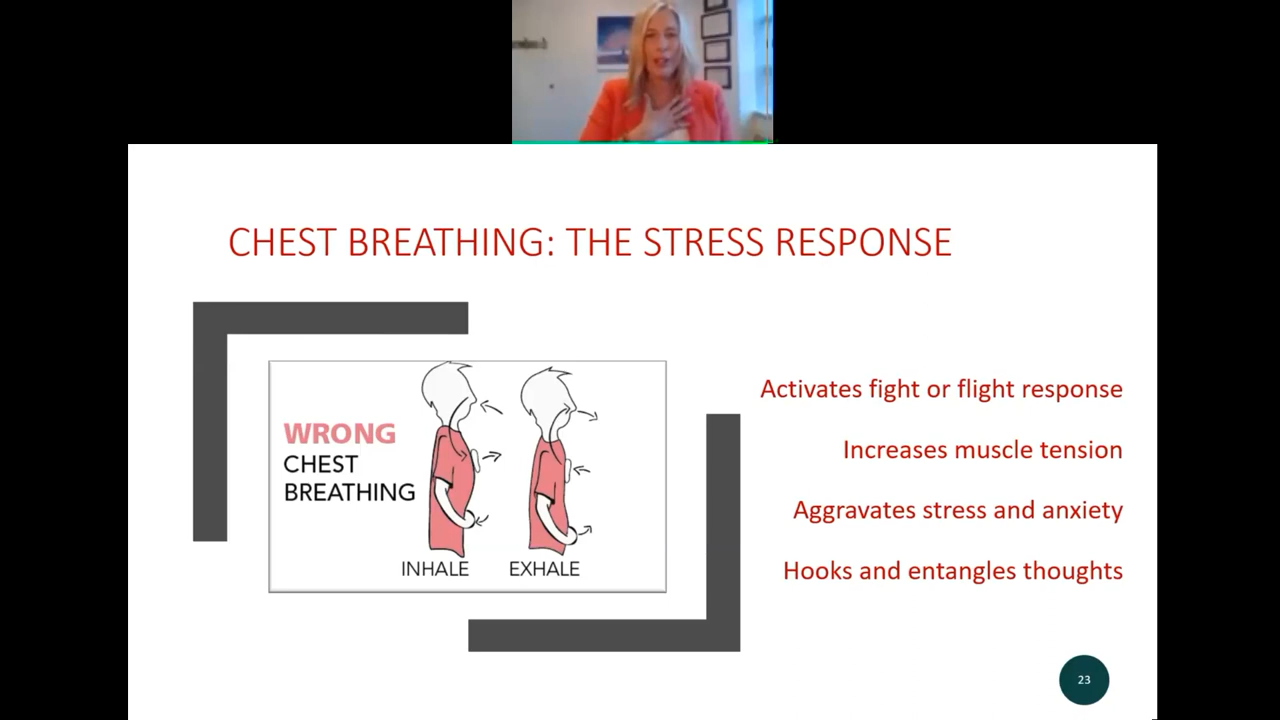 CHEST BREATHING: THE STRESS RESPONSE
WRONG
CHEST
BREATHING
INHALE EXHALE
Activates fight or flight response
Increases muscle tension
Aggravates stress and anxiety
Hooks and entangles thoughts
23